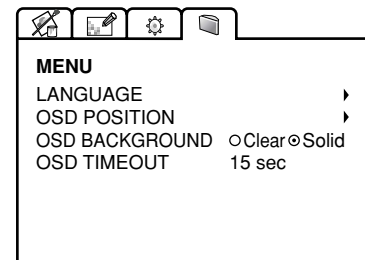 MENU
LANGUAGE
OSD POSITION
OSD BACKGROUND Clear Solid
OSD TIMEOUT 15 sec